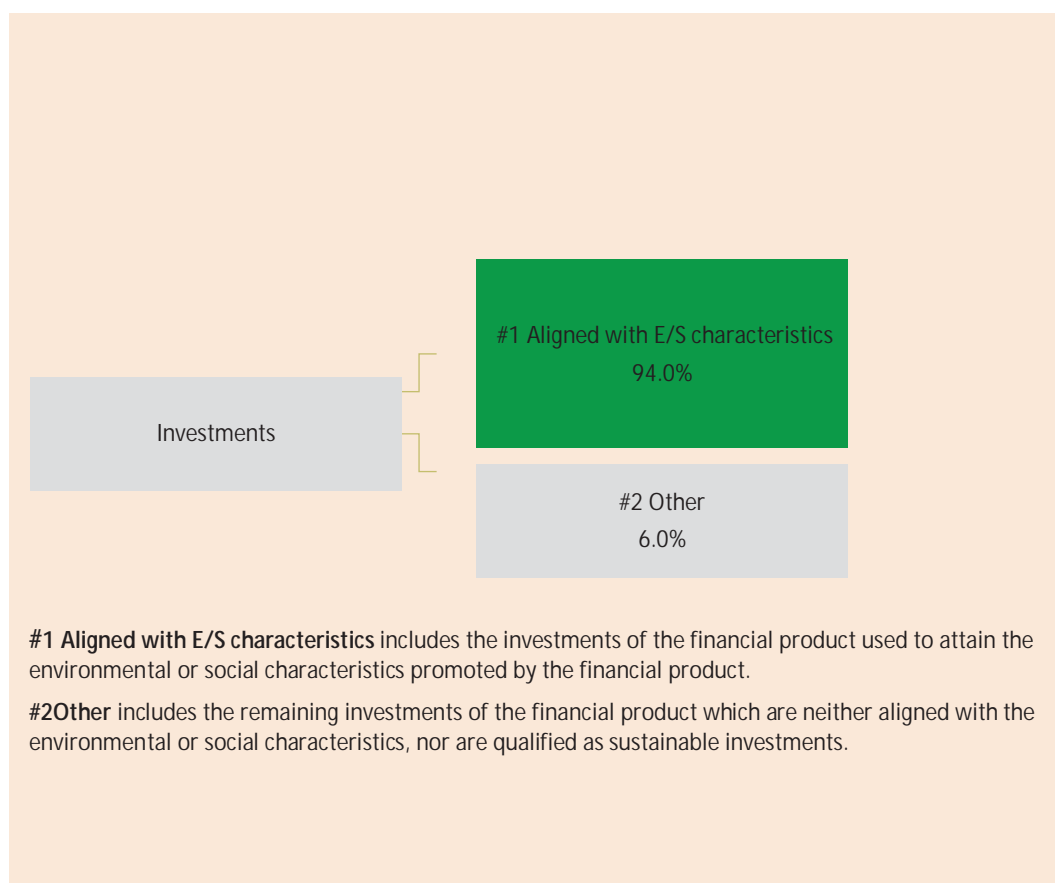 #1 Aligned with E/S characteristics
94.0%
Investments
#2 Other
6.0%
#1 Aligned with E/S characteristics includes the investments of the financial product used to attain the
environmental or social characteristics promoted by the financial product.
#2Other includes the remaining investments of the financial product which are neither aligned with the
environmental or social characteristics, nor are qualified as sustainable investments.